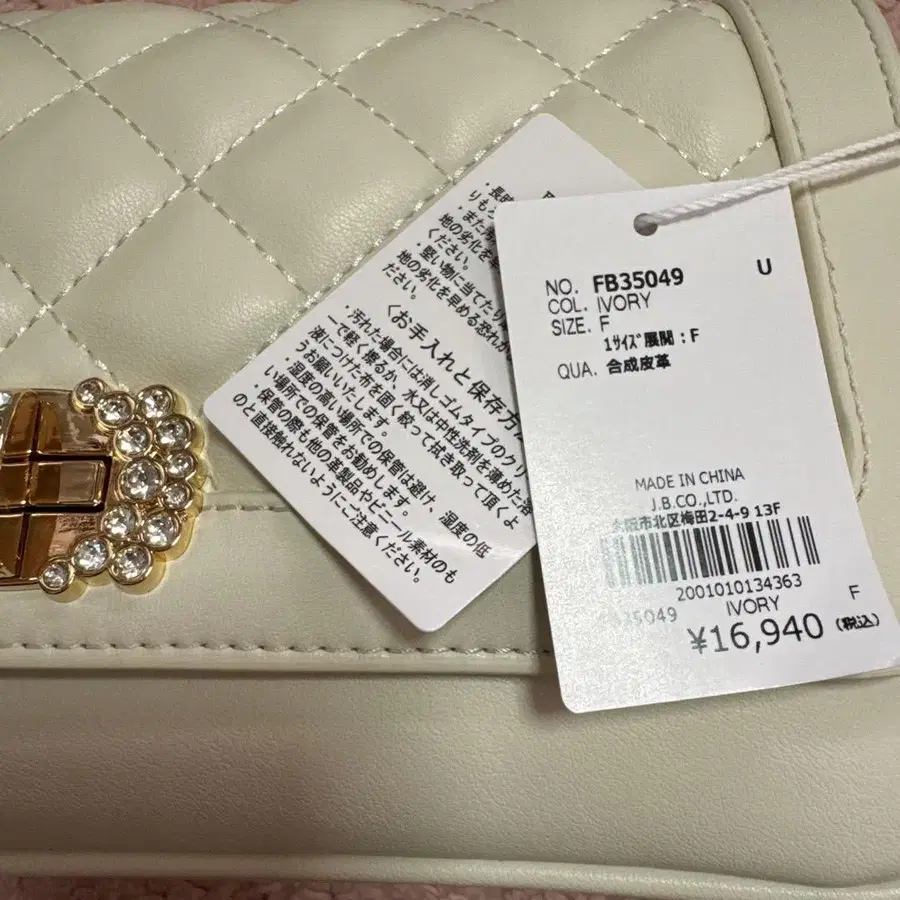 NO. FB35049 U
COL. IVORY
SIZE. F
1サイズ展開:F
QUA. 合成皮革
MADE IN CHINA
J.B.CO.,LTD.
大阪市北区梅田2-4-9 13F
2001010134363
35049 IVORY F
¥16,940 (税込)
・長時
りもろ
・また汚
地の劣化を早
ください。
・堅い物に当てたり
地の劣化を早める恐れが
ださい。
〈お手入れと保存方
・汚れた場合には消しゴムタイプのクリ
ーで軽く擦るか、水又は中性洗剤を薄めた溶
液につけた布を固く絞って拭き取って頂くよ
うお願いいたします。
・湿度の高い場所での保管は避け、湿度の低
い場所での保管をお勧めします。
・保管の際も他の革製品やビニール素材のも
のと直接触れないようにご注意ください。